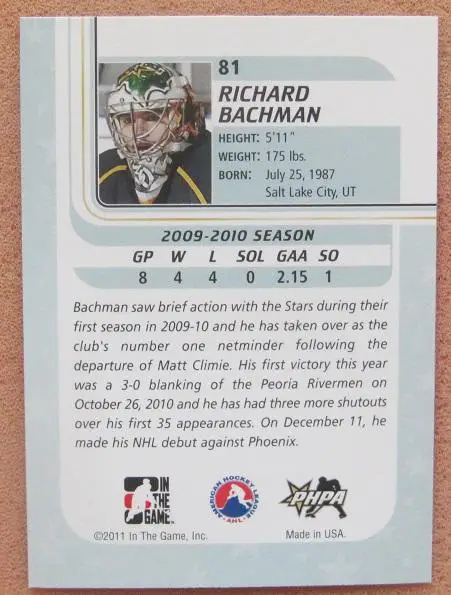 81
RICHARD
BACHMAN
HEIGHT: 5'11"
WEIGHT: 175 lbs.
BORN: July 25, 1987
Salt Lake City, UT
2009-2010 SEASON
GP W L SOL GAA SO
8 4 4 0 2.15 1
Bachman saw brief action with the Stars during their
first season in 2009-10 and he has taken over as the
club's number one netminder following the
departure of Matt Climie. His first victory this year
was a 3-0 blanking of the Peoria Rivermen on
October 26, 2010 and he has had three more shutouts
over his first 35 appearances. On December 11, he
made his NHL debut against Phoenix.
IN
THE
GAME
AMERICAN HOCKEY LEAGUE
AHL
PHPA
©2011 In The Game, Inc.
Made in USA.